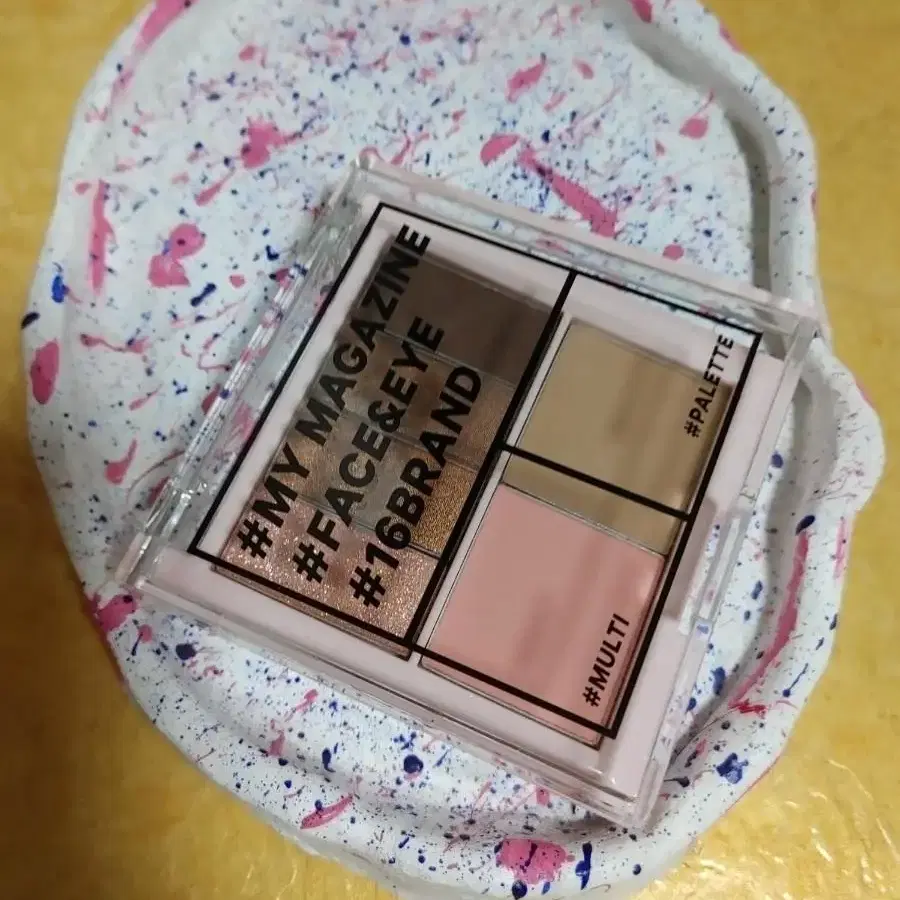 #MY MAGAZINE
#FACE&EYE
#16BRAND
#PALETTE
#MULTI